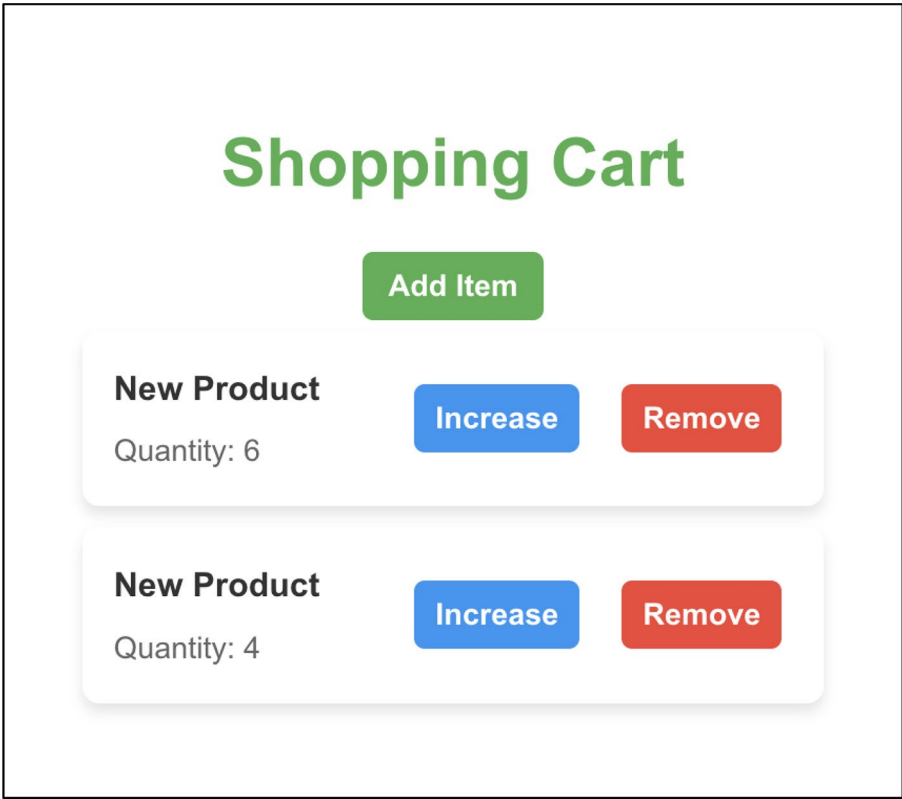 Shopping Cart
Add Item
New Product
Increase
Remove
Quantity: 6
New Product
Increase
Remove
Quantity: 4